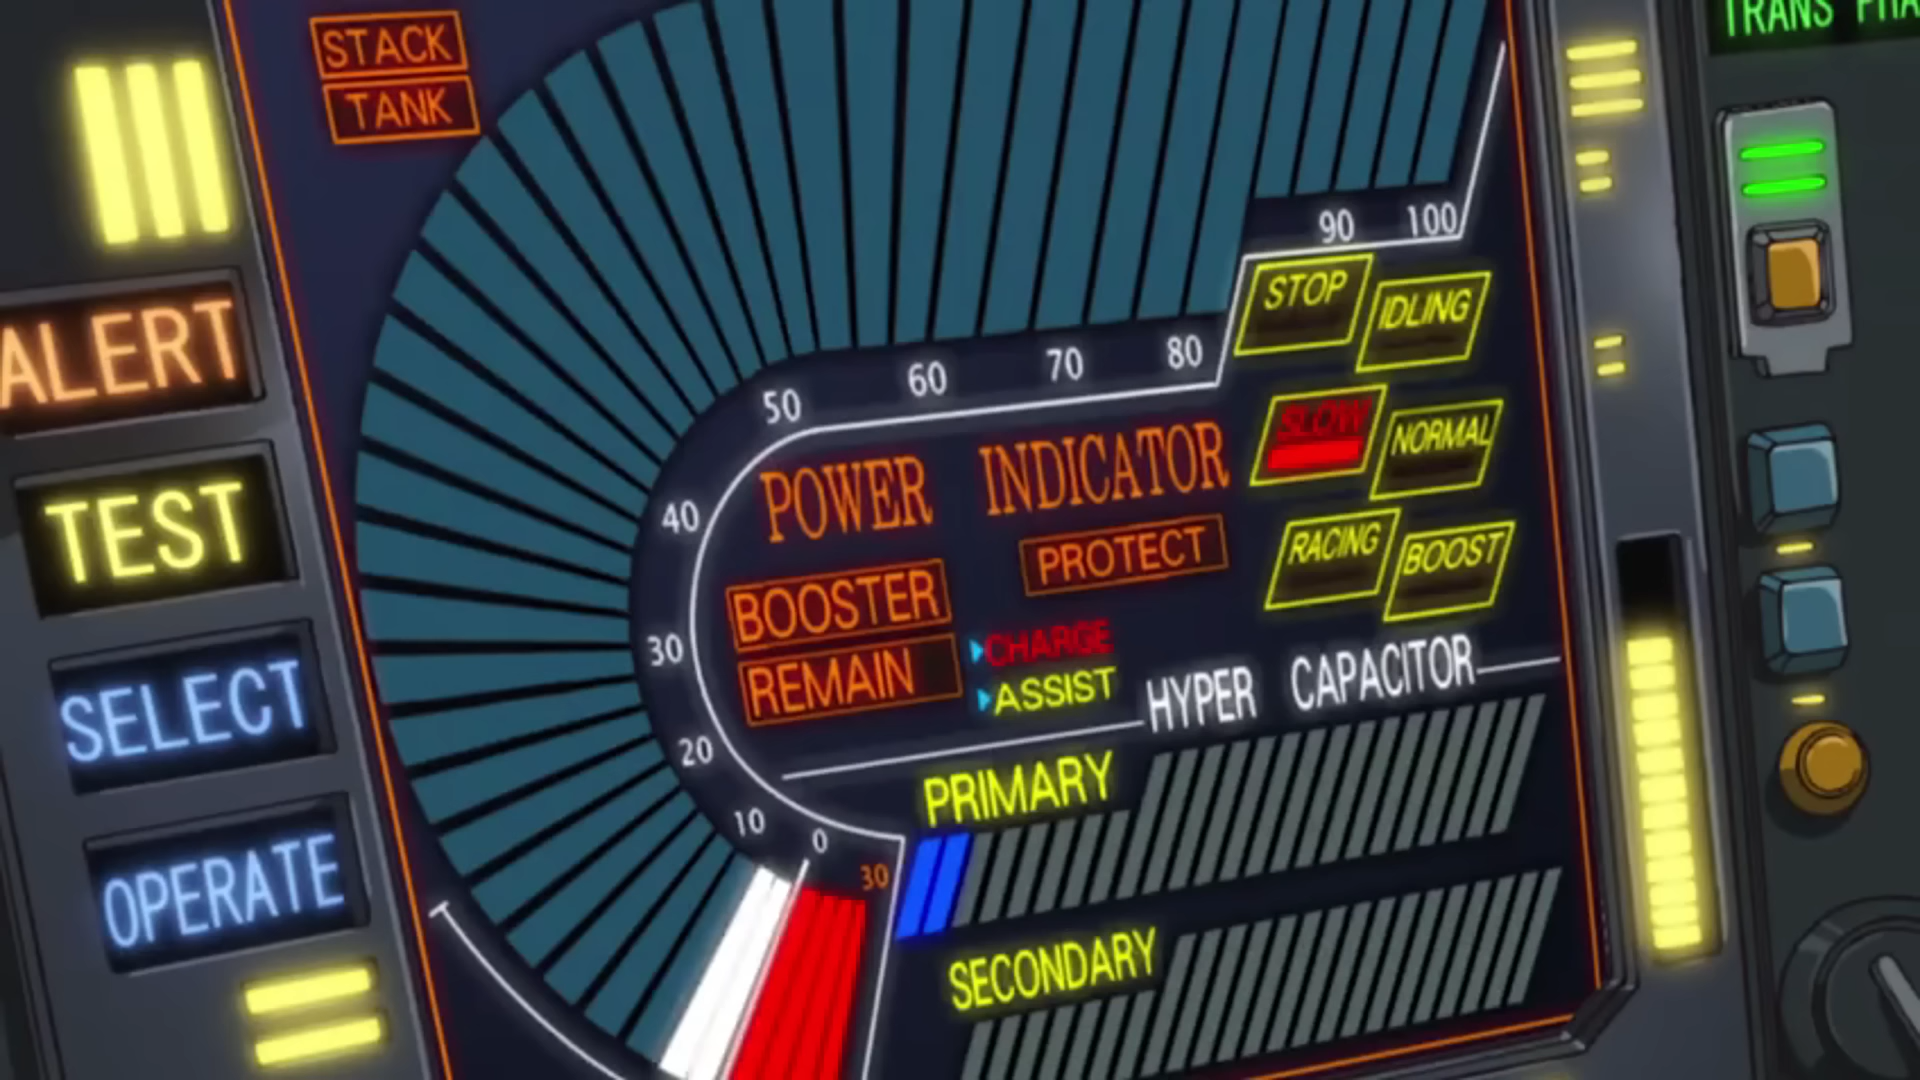 STACK
TANK
TRANS
ALERT
TEST
SELECT
OPERATE
90 100
50 60 70 80
40
30
20
10
0
30
POWER INDICATOR
PROTECT
BOOSTER
REMAIN
CHARGE
ASSIST
STOP
IDLING
SLOW
NORMAL
RACING
BOOST
HYPER CAPACITOR
PRIMARY
SECONDARY